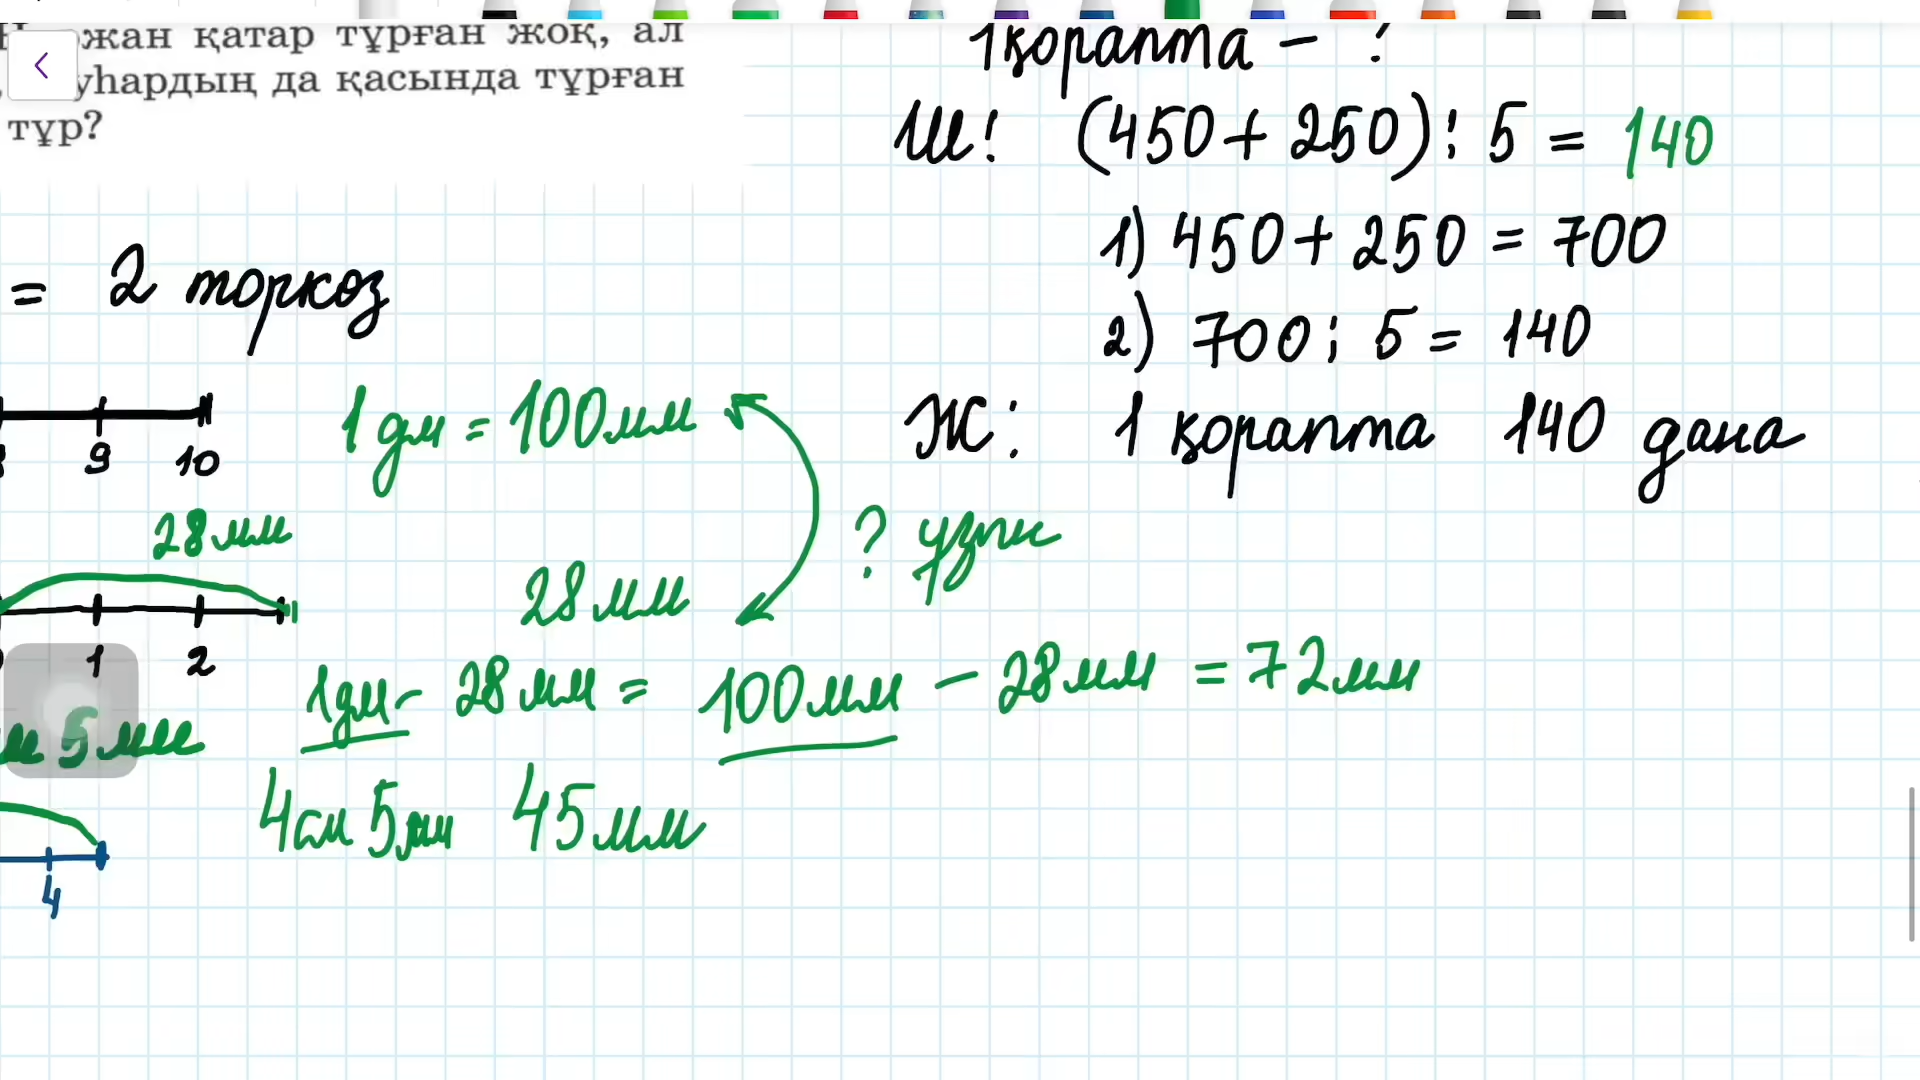 жан қатар тұрған жоқ, ал
уһардың да қасында тұрған
тұр?
1 қорапта – ?
Ш: (450 + 250) : 5 = 140
1) 450 + 250 = 700
2) 700 : 5 = 140
Ж: 1 қорапта 140 дана
= 2 торкөз
9 10
1дм = 100мм
28мм
28мм
? ұзын
1 2
1дм - 28мм = 100мм – 28мм = 72мм
5мм
4см 5мм 45мм
4